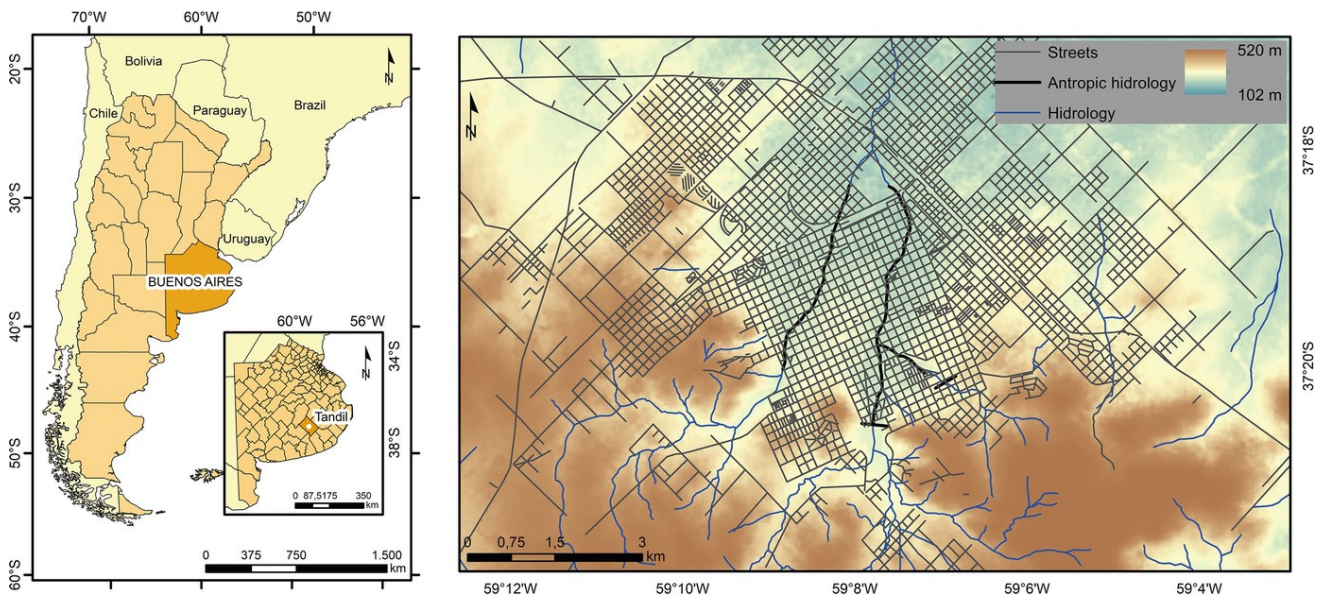 70°W 60°W 50°W
20°S
30°S
40°S
50°S
60°S
Bolivia
Chile
Paraguay
Brazil
Uruguay
BUENOS AIRES
N
60°W 56°W
34°S
38°S
N
Tandil
0 87,5175 350
km
0 375 750 1.500
km
Streets
Antropic hidrology
Hidrology
520 m
102 m
N
37°18'S
37°20'S
0 0,75 1,5 3
km
59°12'W 59°10'W 59°8'W 59°6'W 59°4'W